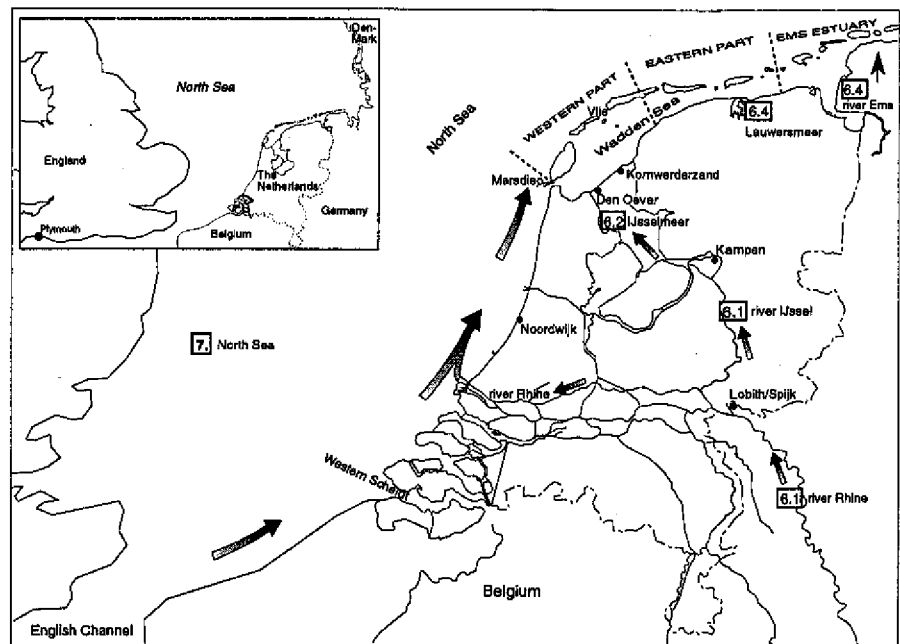 Den-
Mark
North Sea
England
The
Netherlands
Germany
Plymouth
Belgium
North Sea
WESTERN PART
EASTERN PART
EMS ESTUARY
Vlie
Wadden Sea
6.4
river Ems
6.4
Lauwersmeer
Marsdiep
Kornwerderzand
Den Oever
6.2 IJsselmeer
Kampen
6.1 river IJssel
Noordwijk
7. North Sea
river Rhine
Lobith/Spijk
Western Scheldt
6.1 river Rhine
Belgium
English Channel